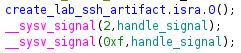 create_lab_ssh_artifact.isra.0();
__sysv_signal(2,handle_signal);
__sysv_signal(0xf,handle_signal);